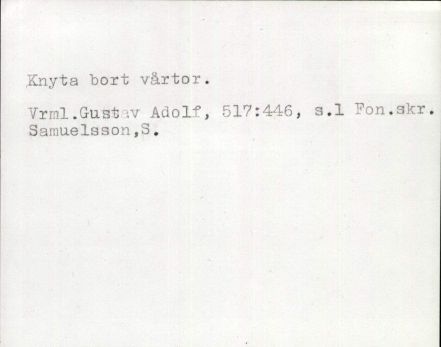 Knyta bort vårtor.
Vrml.Gustav Adolf, 517:446, s.1 Fon.skr.
Samuelsson,S.